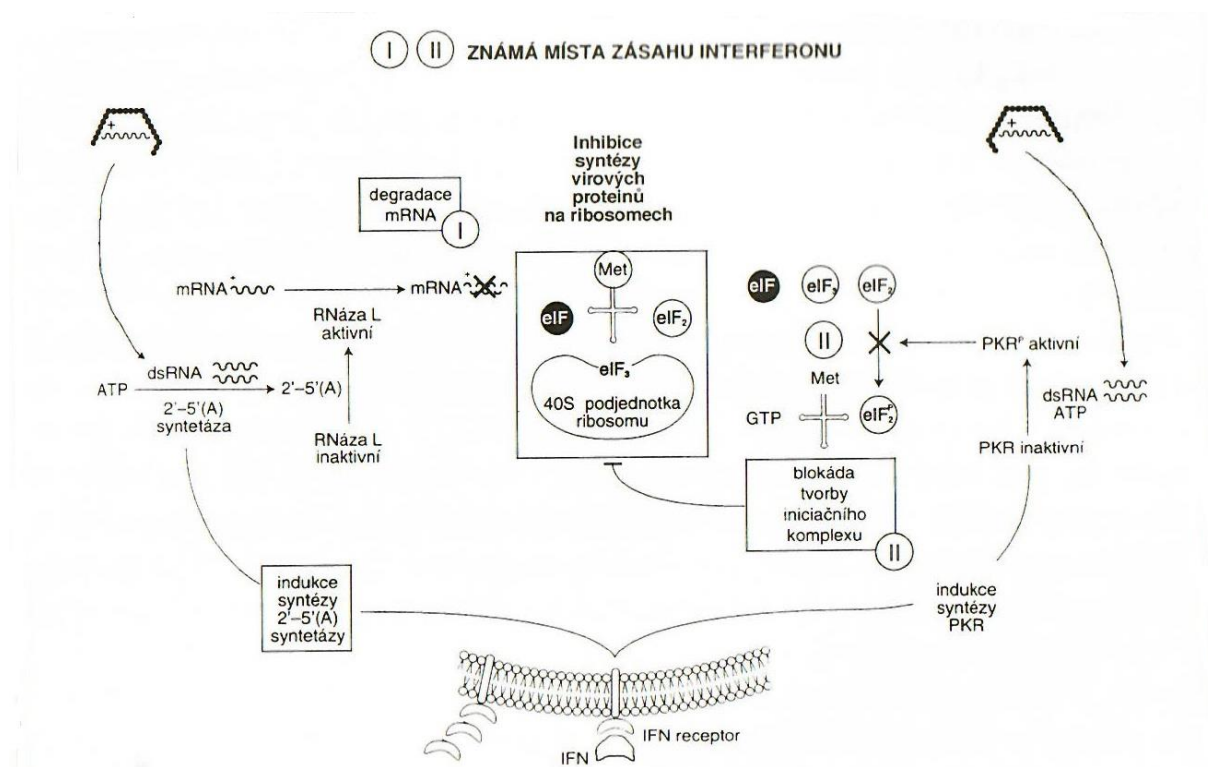 I II ZNÁMÁ MÍSTA ZÁSAHU INTERFERONU
+
+
Inhibice
syntézy
virových
proteinů
na ribosomech
degradace
mRNA
I
mRNA +
mRNA +
RNáza L
aktivní
dsRNA
ATP
2'–5'(A)
2'–5'(A)
syntetáza
RNáza L
inaktivní
Met
eIF
eIF2
eIF3
40S podjednotka
ribosomu
eIF
eIF3
eIF2
II
PKRP aktivní
Met
GTP
eIF2P
dsRNA
ATP
PKR inaktivní
blokáda
tvorby
iniciačního
komplexu
II
indukce
syntézy
2'–5'(A)
syntetázy
indukce
syntézy
PKR
IFN receptor
IFN